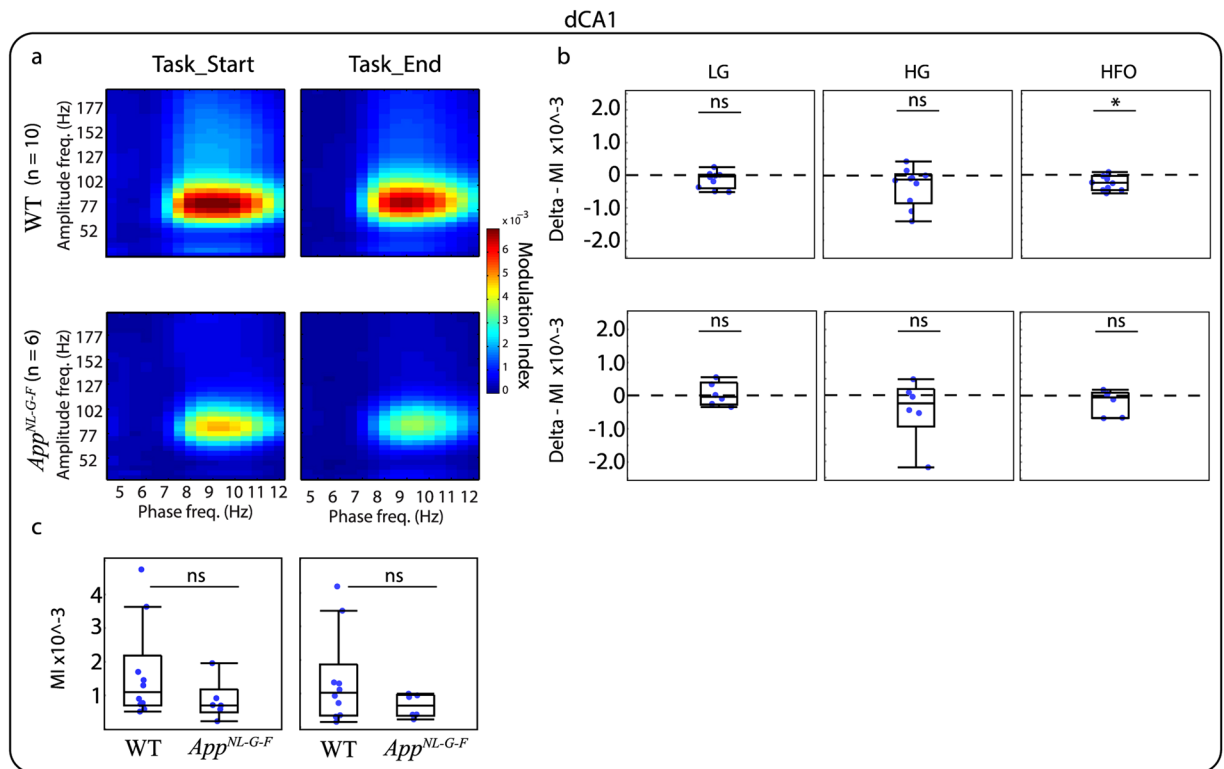 dCA1
a
Task_Start
Task_End
WT (n = 10)
Amplitude freq. (Hz)
177
152
127
102
77
52
x 10^-3
6
5
4
3
2
1
0
Modulation Index
App^NL-G-F (n = 6)
Amplitude freq. (Hz)
177
152
127
102
77
52
5 6 7 8 9 10 11 12
Phase freq. (Hz)
5 6 7 8 9 10 11 12
Phase freq. (Hz)
b
LG
HG
HFO
Delta - MI x10^-3
2.0
1.0
0
-1.0
-2.0
ns
ns
*
Delta - MI x10^-3
2.0
1.0
0
-1.0
-2.0
ns
ns
ns
c
MI x10^-3
4
3
2
1
ns
ns
WT App^NL-G-F
WT App^NL-G-F